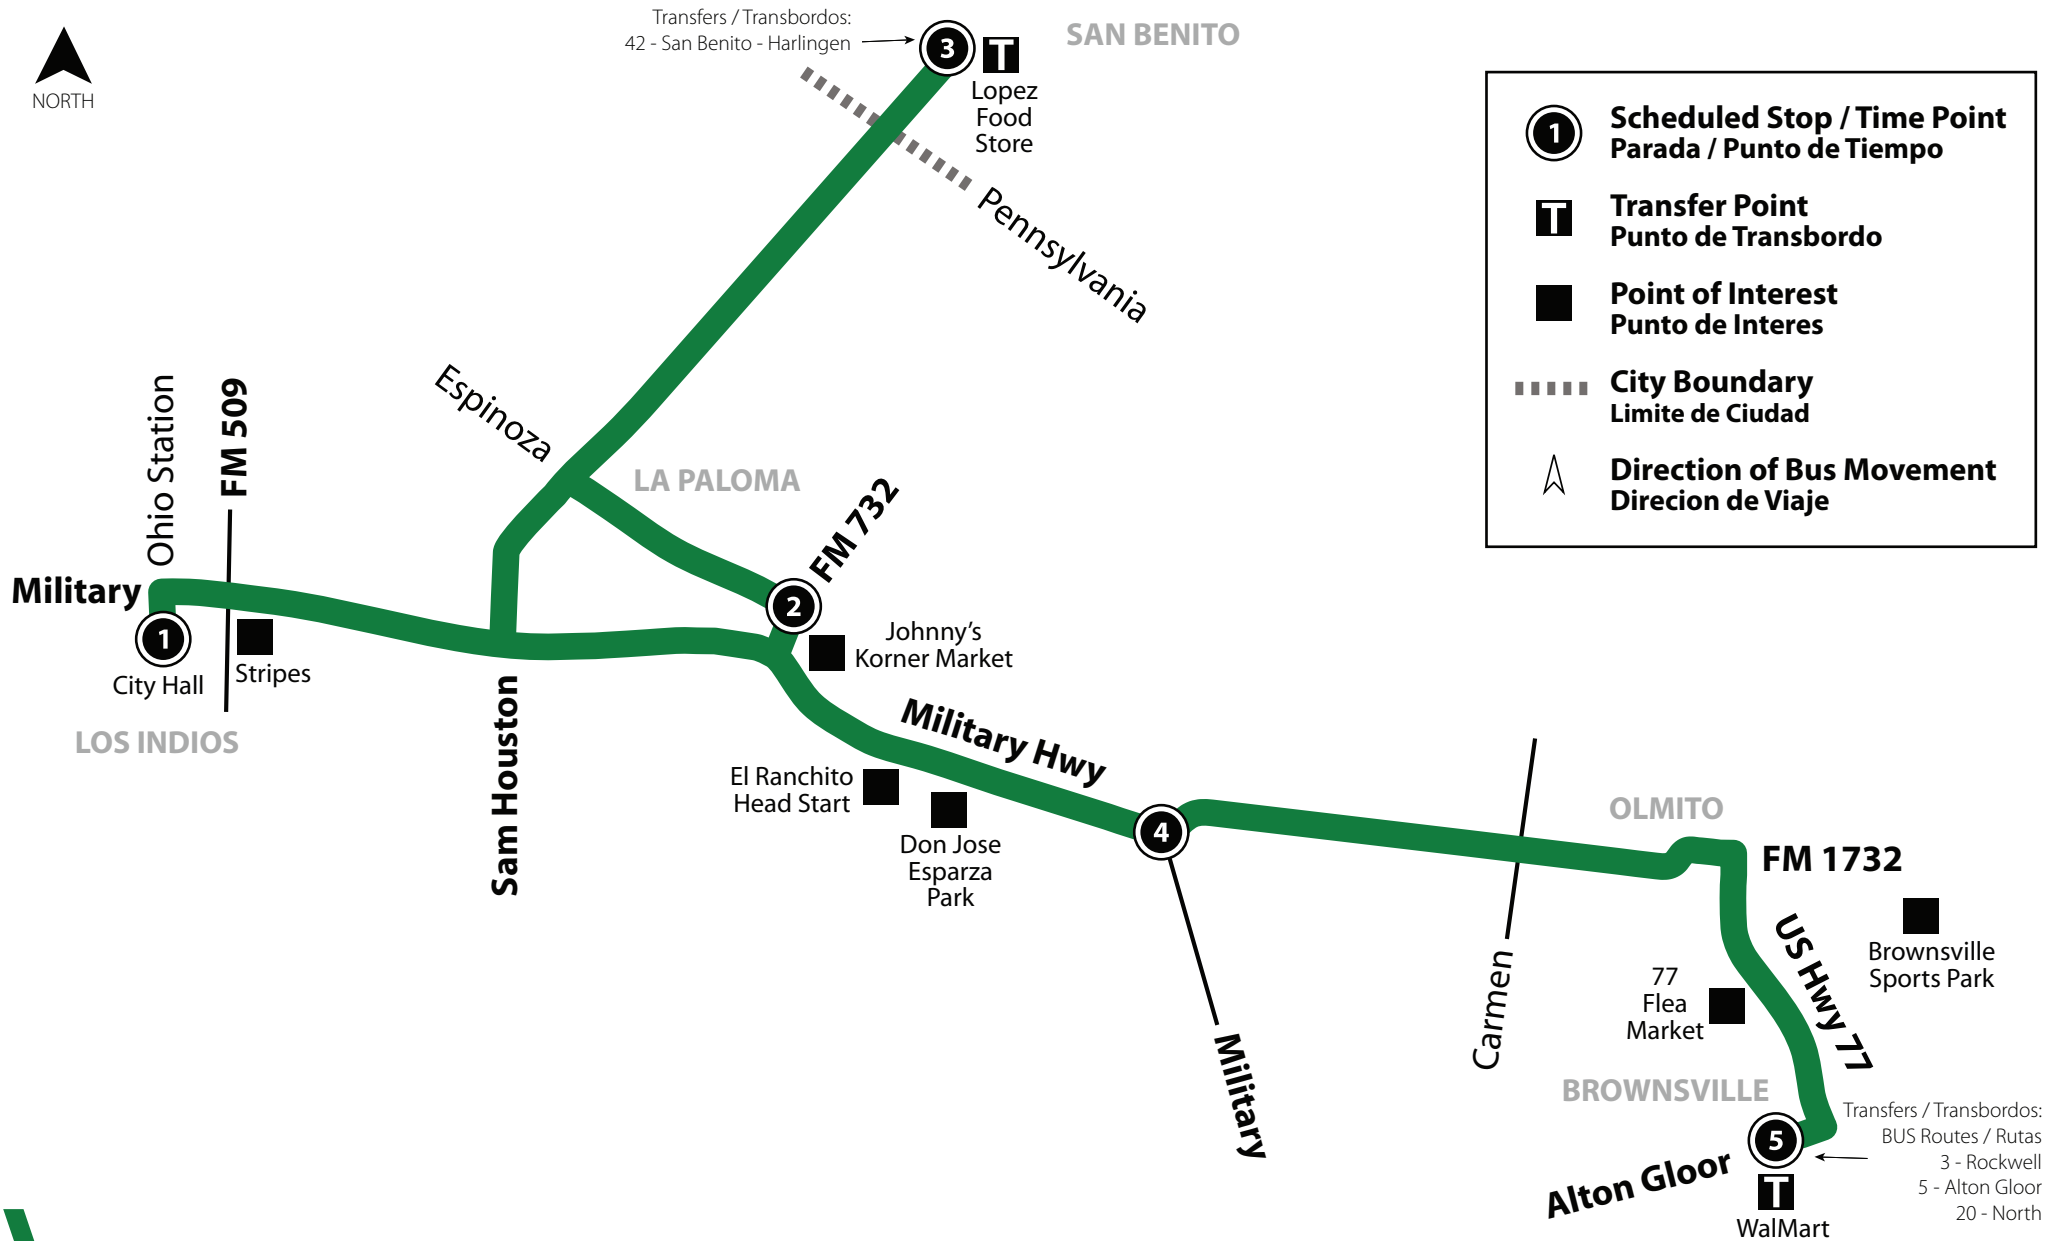 Transfers / Transbordos:
42 - San Benito - Harlingen
3
T
SAN BENITO
Lopez
Food
Store
NORTH
Pennsylvania
1
Scheduled Stop / Time Point
Parada / Punto de Tiempo
T
Transfer Point
Punto de Transbordo
Point of Interest
Punto de Interes
City Boundary
Limite de Ciudad
Direction of Bus Movement
Direcion de Viaje
Espinoza
LA PALOMA
Ohio Station
FM 509
FM 732
Military
1
City Hall
Stripes
LOS INDIOS
2
Johnny's
Korner Market
Sam Houston
Military Hwy
El Ranchito
Head Start
Don Jose
Esparza
Park
4
Military
Carmen
OLMITO
FM 1732
US Hwy 77
Brownsville
Sports Park
77
Flea
Market
BROWNSVILLE
5
T
WalMart
Alton Gloor
Transfers / Transbordos:
BUS Routes / Rutas
3 - Rockwell
5 - Alton Gloor
20 - North